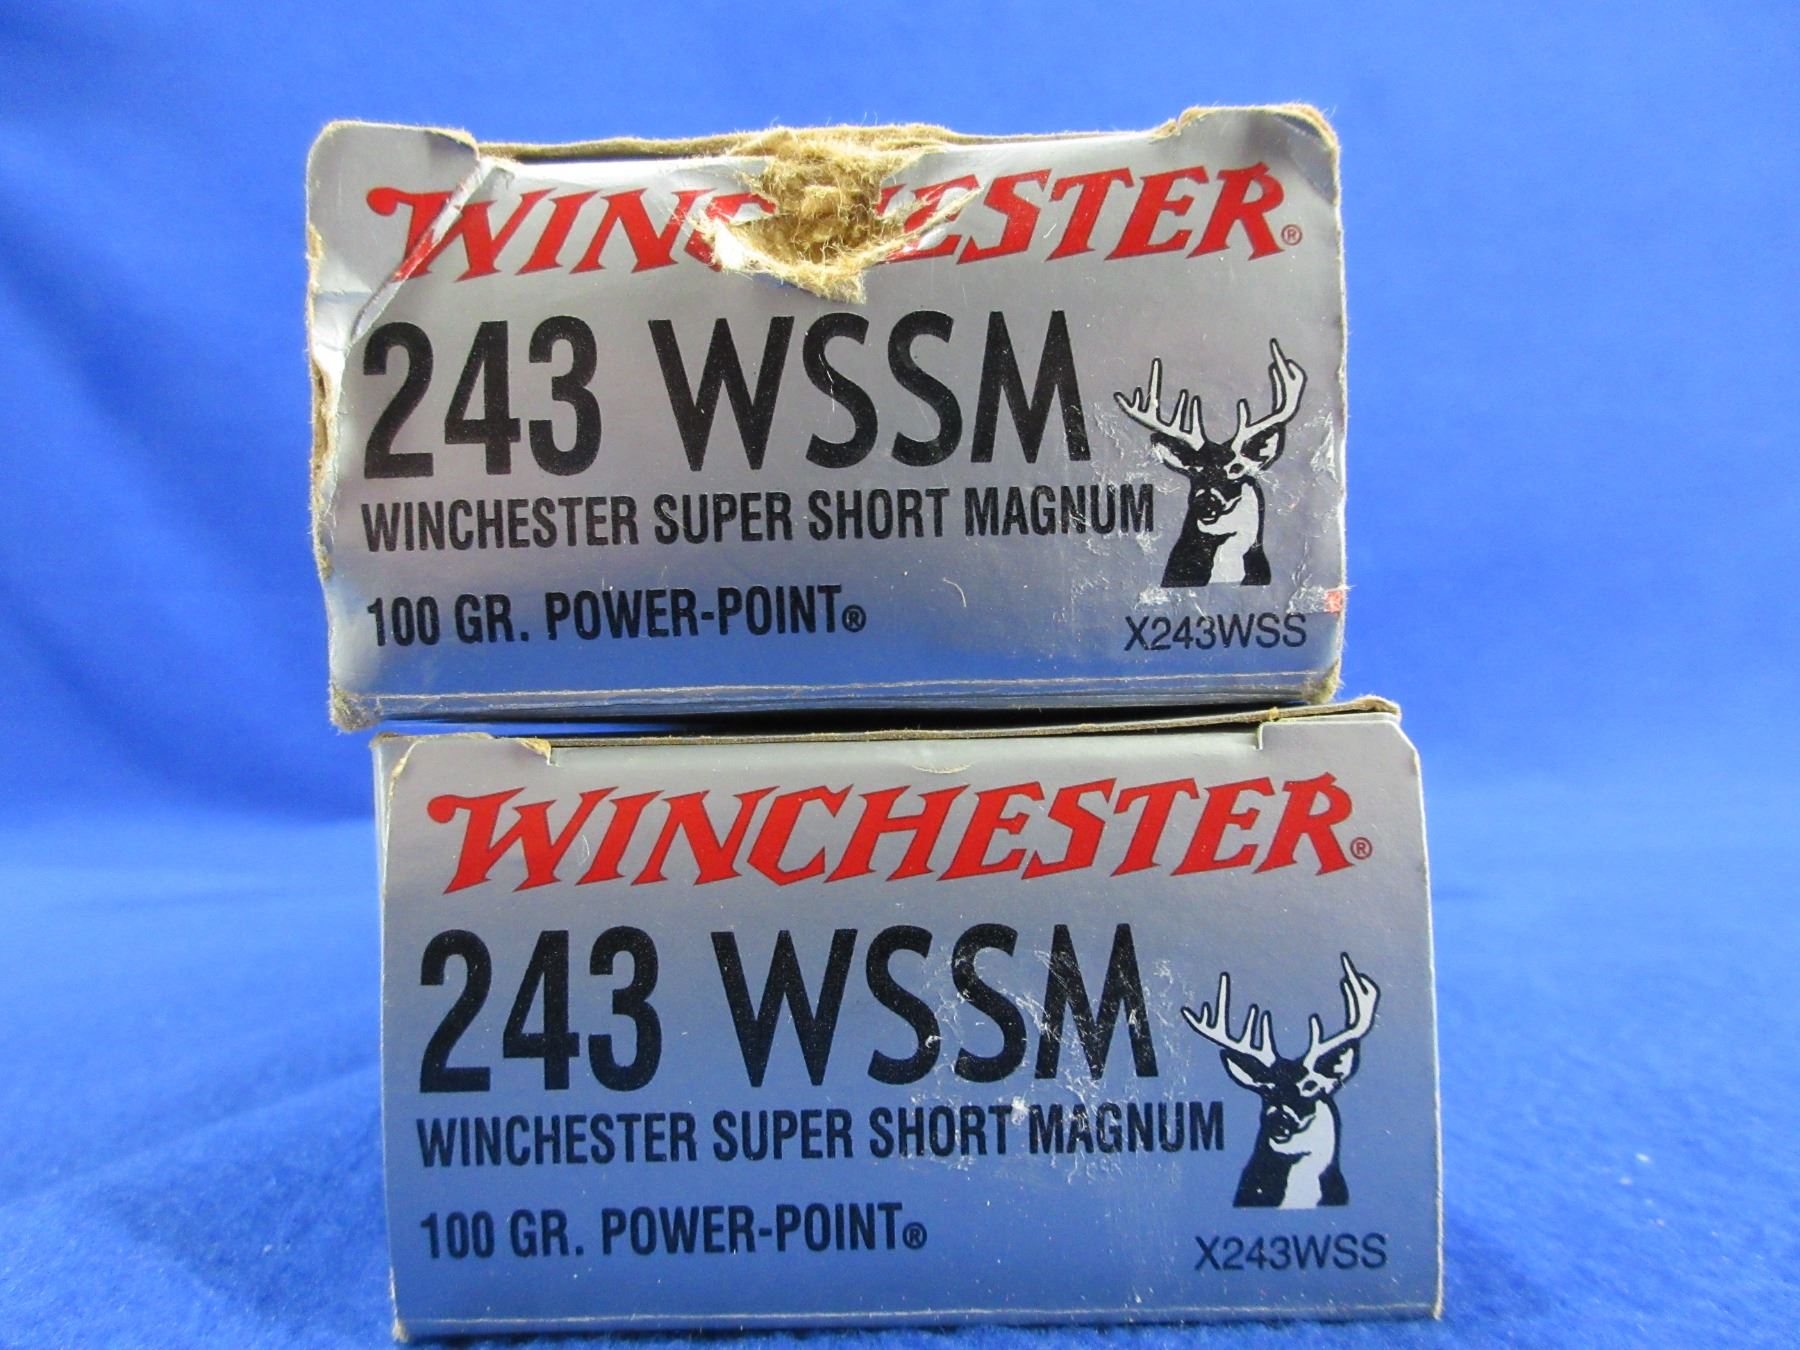 WINCHESTER®
243 WSSM
WINCHESTER SUPER SHORT MAGNUM
100 GR. POWER-POINT®
X243WSS
WINCHESTER®
243 WSSM
WINCHESTER SUPER SHORT MAGNUM
100 GR. POWER-POINT®
X243WSS